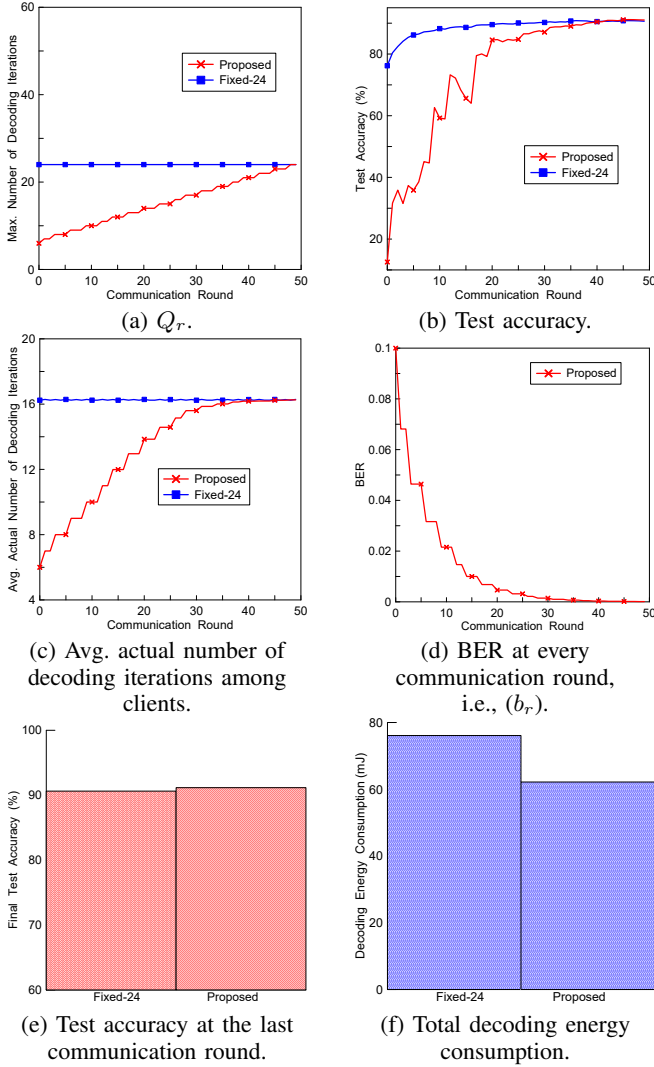 60
40
20
0
Max. Number of Decoding Iterations
Proposed
Fixed-24
0 10 20 30 40 50
Communication Round
(a) Q_r.
80
60
40
20
Test Accuracy (%)
Proposed
Fixed-24
0 10 20 30 40 50
Communication Round
(b) Test accuracy.
20
16
12
8
4
Avg. Actual Number of Decoding Iterations
Proposed
Fixed-24
0 10 20 30 40 50
Communication Round
(c) Avg. actual number of
decoding iterations among
clients.
0.1
0.08
0.06
0.04
0.02
0
BER
Proposed
0 10 20 30 40 50
Communication Round
(d) BER at every
communication round,
i.e., (b_r).
100
90
80
70
60
Final Test Accuracy (%)
Fixed-24 Proposed
(e) Test accuracy at the last
communication round.
80
60
40
20
0
Decoding Energy Consumption (mJ)
Fixed-24 Proposed
(f) Total decoding energy
consumption.